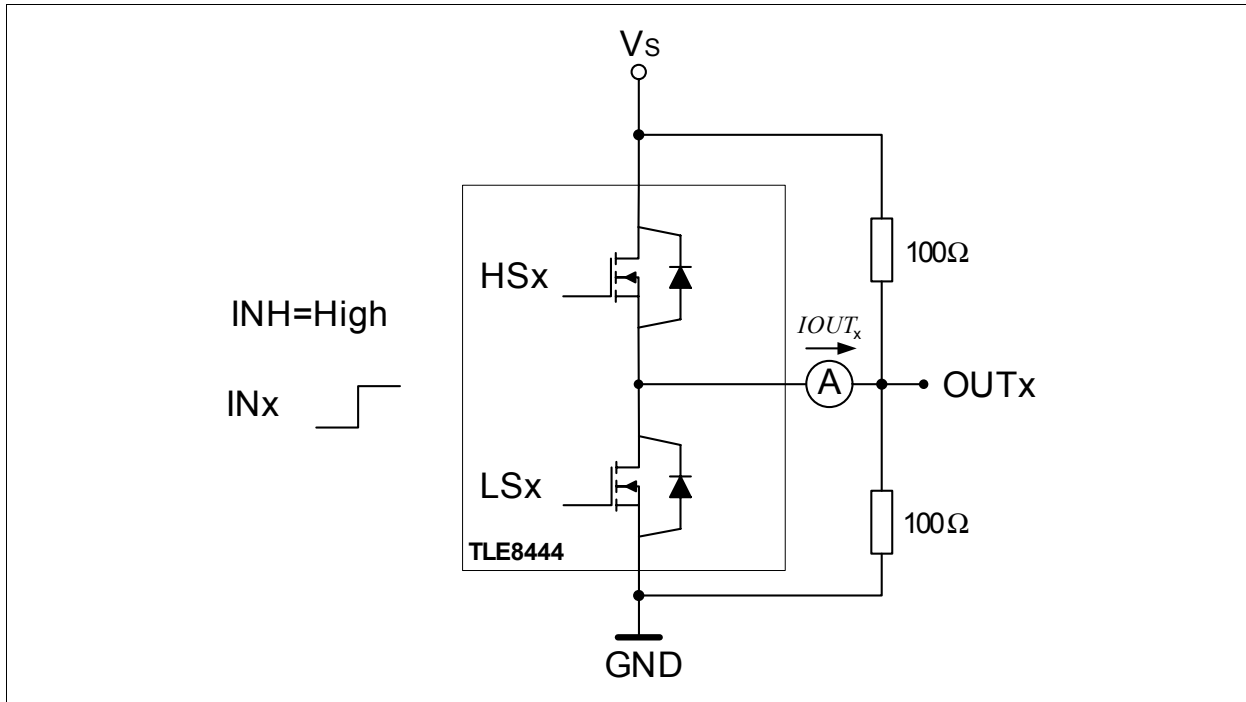 VS
HSx
100Ω
INH=High
IOUTx
A
OUTx
INx
LSx
100Ω
TLE8444
GND